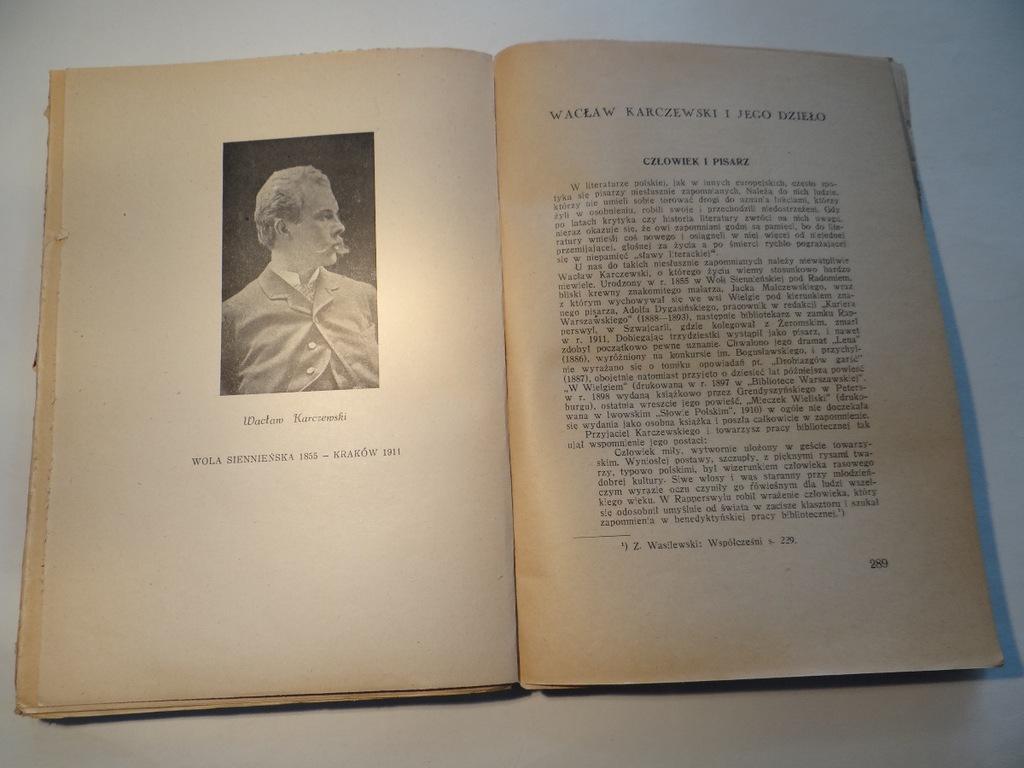 Wacław Karczewski
WOLA SIENNIEŃSKA 1855 — KRAKÓW 1911
WACŁAW KARCZEWSKI I JEGO DZIEŁO
CZŁOWIEK I PISARZ
W literaturze polskiej, jak w innych europejskich, często spo-
tyka się pisarzy niesłusznie zapomnianych. Należą do nich ludzie,
którzy nie umieli sobie torować drogi do uznania łokciami, którzy
żyli w osobnieniu, robili swoje i przechodzili niedostrzeżeni. Gdy
po latach krytyka czy historia literatury zwróci na nich uwagę,
nieraz okazuje się, że owi zapomniani godni są pamięci, bo do lite-
ratury wnieśli coś nowego i osiągneli w niej więcej od niejednej
przemijającej, głośnej za życia a po śmierci rychło pogrążającej
się w niepamięć „sławy literackiej".
U nas do takich niesłusznie zapomnianych należy niewątpliwie
Wacław Karczewski, o którego życiu wiemy stosunkowo bardzo
niewiele. Urodzony w r. 1855 w Woli Siennieńskiej pod Radomiem,
bliski krewny znakomitego malarza, Jacka Malczewskiego, wraz
z którym wychowywał się we wsi Wielgie pod kierunkiem zna-
nego pisarza, Adolfa Dygasińskiego, pracownik w redakcji „Kuriera
Warszawskiego" (1888—1893), następnie bibliotekarz w zamku Rap-
perswyl, w Szwajcarii, gdzie kolegował z Żeromskim, zmarł
w r. 1911. Dobiegając trzydziestki wystąpił jako pisarz, i nawet
zdobył początkowo pewne uznanie. Chwalono jego dramat „Lena"
(1886), wyróżniony na konkursie im. Bogusławskiego, i przychyl-
nie wyrażano się o tomiku opowiadań pt. „Drobiazgów garść"
(1887), obojętnie natomiast przyjęto o dziesięć lat późniejszą powieść
„W Wielgiem" (drukowana w r. 1897 w „Bibliotece Warszawskiej",
w r. 1898 wydaną książkowo przez Grendyszyńskiego w Peters-
burgu), ostatnia wreszcie jego powieść, „Mieczek Wieliski" (druko-
wana w lwowskim „Słowie Polskim", 1910) w ogóle nie doczekała
się wydania jako osobna książka i poszła całkowicie w zapomnienie.
Przyjaciel Karczewskiego i towarzysz pracy bibliotecznej tak
ujął wspomnienie jego postaci:
Człowiek miły, wytwornie ułożony w geście towarzy-
skim. Wyniosłej postawy, szczupły, z pięknymi rysami twa-
rzy, typowo polskimi, był wizerunkiem człowieka rasowego
dobrej kultury. Siwe włosy i wąs staranny przy młodzień-
czym wyrazie oczu czyniły go rówieśnym dla ludzi wszel-
kiego wieku. W Rapperswylu robił wrażenie człowieka, który
się odosobnił umyślnie od świata w zacisze klasztoru i szukał
zapomnienia w benedyktyńskiej pracy bibliotecznej.¹)
¹) Z. Wasilewski: Współcześni s. 229.
289